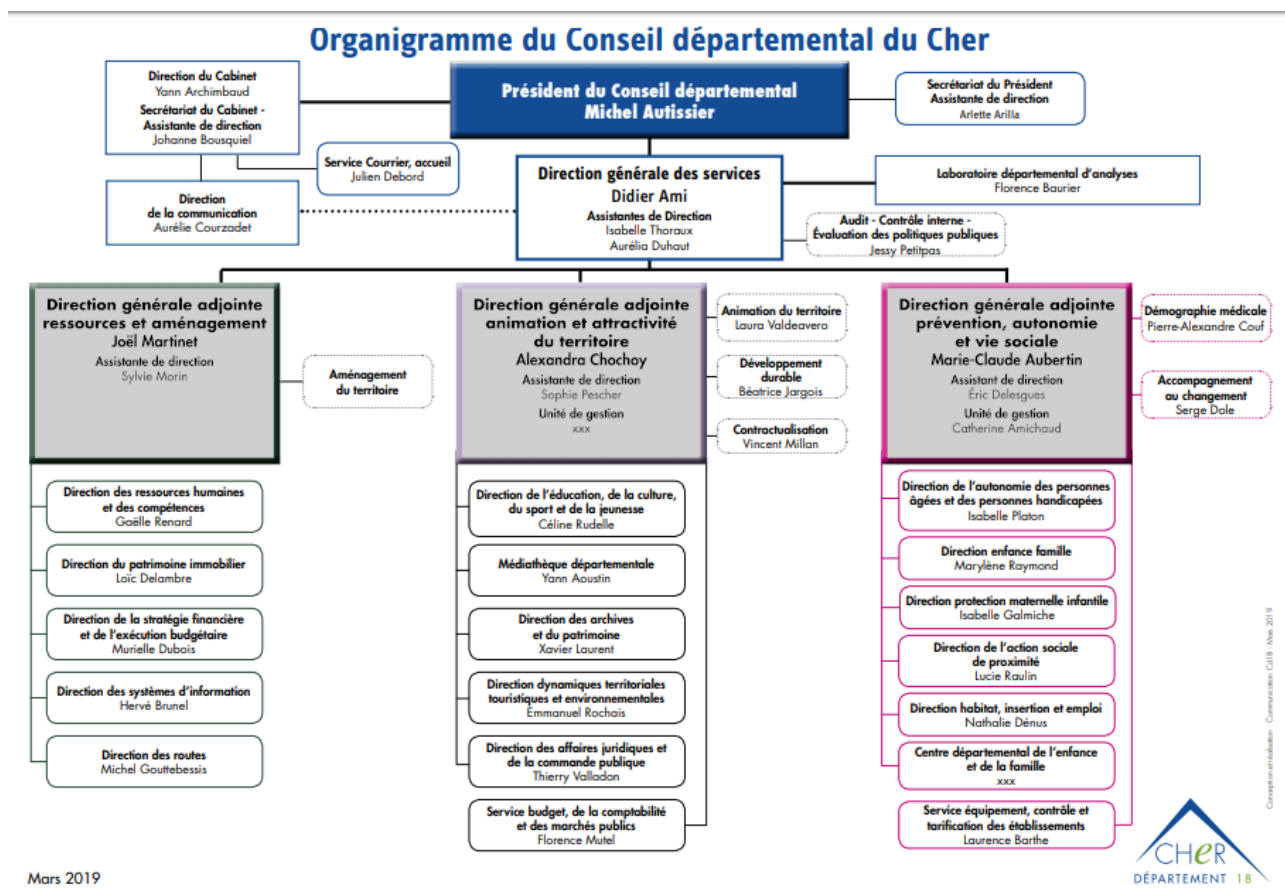 Organigramme du Conseil départemental du Cher
Direction du Cabinet
Yann Archimbaud
Secrétariat du Cabinet -
Assistante de direction
Johanne Bousquiel
Président du Conseil départemental
Michel Autissier
Secrétariat du Président
Assistante de direction
Arlette Arilla
Service Courrier, accueil
Julien Debord
Direction
de la communication
Aurélie Courzadet
Direction générale des services
Didier Ami
Assistantes de Direction
Isabelle Thoraux
Aurélia Duhaut
Laboratoire départemental d'analyses
Florence Baurier
Audit - Contrôle interne -
Évaluation des politiques publiques
Jessy Petitpas
Direction générale adjointe
ressources et aménagement
Joël Martinet
Assistante de direction
Sylvie Morin
Aménagement
du territoire
Direction des ressources humaines
et des compétences
Gaëlle Renard
Direction du patrimoine immobilier
Loïc Delambre
Direction de la stratégie financière
et de l'exécution budgétaire
Murielle Dubois
Direction des systèmes d'information
Hervé Brunel
Direction des routes
Michel Gouttebessis
Direction générale adjointe
animation et attractivité
du territoire
Alexandra Chochoy
Assistante de direction
Sophie Pescher
Unité de gestion
xxx
Animation du territoire
Laura Valdeavero
Développement
durable
Béatrice Jargois
Contractualisation
Vincent Millan
Direction de l'éducation, de la culture,
du sport et de la jeunesse
Céline Rudelle
Médiathèque départementale
Yann Aoustin
Direction des archives
et du patrimoine
Xavier Laurent
Direction dynamiques territoriales
touristiques et environnementales
Emmanuel Rochais
Direction des affaires juridiques et
de la commande publique
Thierry Valladon
Service budget, de la comptabilité
et des marchés publics
Florence Mutel
Direction générale adjointe
prévention, autonomie
et vie sociale
Marie-Claude Aubertin
Assistant de direction
Éric Delesgues
Unité de gestion
Catherine Amichaud
Démographie médicale
Pierre-Alexandre Couf
Accompagnement
au changement
Serge Dole
Direction de l'autonomie des personnes
âgées et des personnes handicapées
Isabelle Platon
Direction enfance famille
Marylène Raymond
Direction protection maternelle infantile
Isabelle Galmiche
Direction de l'action sociale
de proximité
Lucie Raulin
Direction habitat, insertion et emploi
Nathalie Dénus
Centre départemental de l'enfance
et de la famille
xxx
Service équipement, contrôle et
tarification des établissements
Laurence Barthe
Conception et réalisation : Communication Cd18 - Mars 2019
CHeR
DÉPARTEMENT 18
Mars 2019